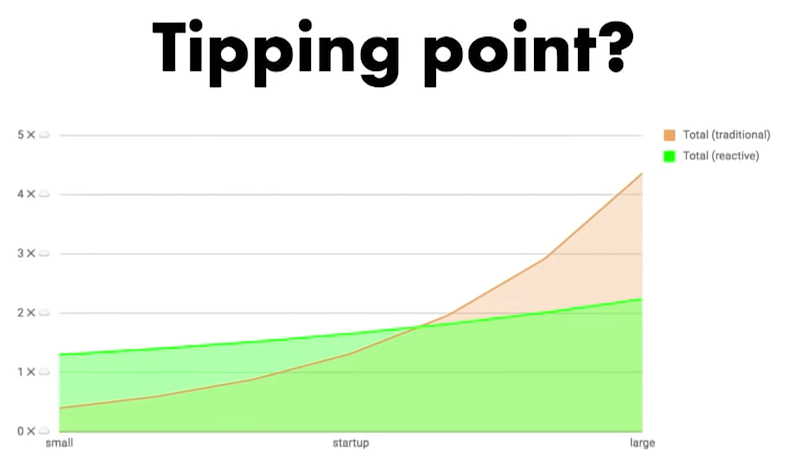 Tipping point?
5 ×
4 ×
3 ×
2 ×
1 ×
0 ×
small
startup
large
Total (traditional)
Total (reactive)